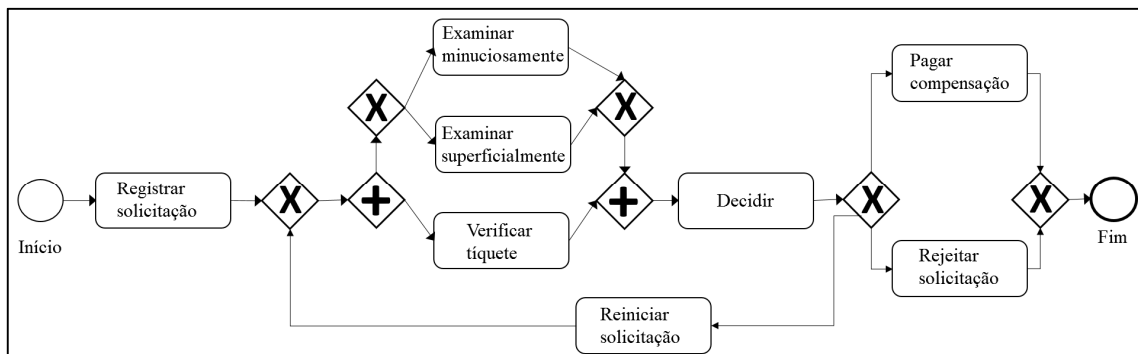 Examinar
minuciosamente
Pagar
compensação
X
Examinar
superficialmente
X
Registrar
solicitação
X
+
+
Decidir
X
X
Início
Verificar
tíquete
Rejeitar
solicitação
Fim
Reiniciar
solicitação